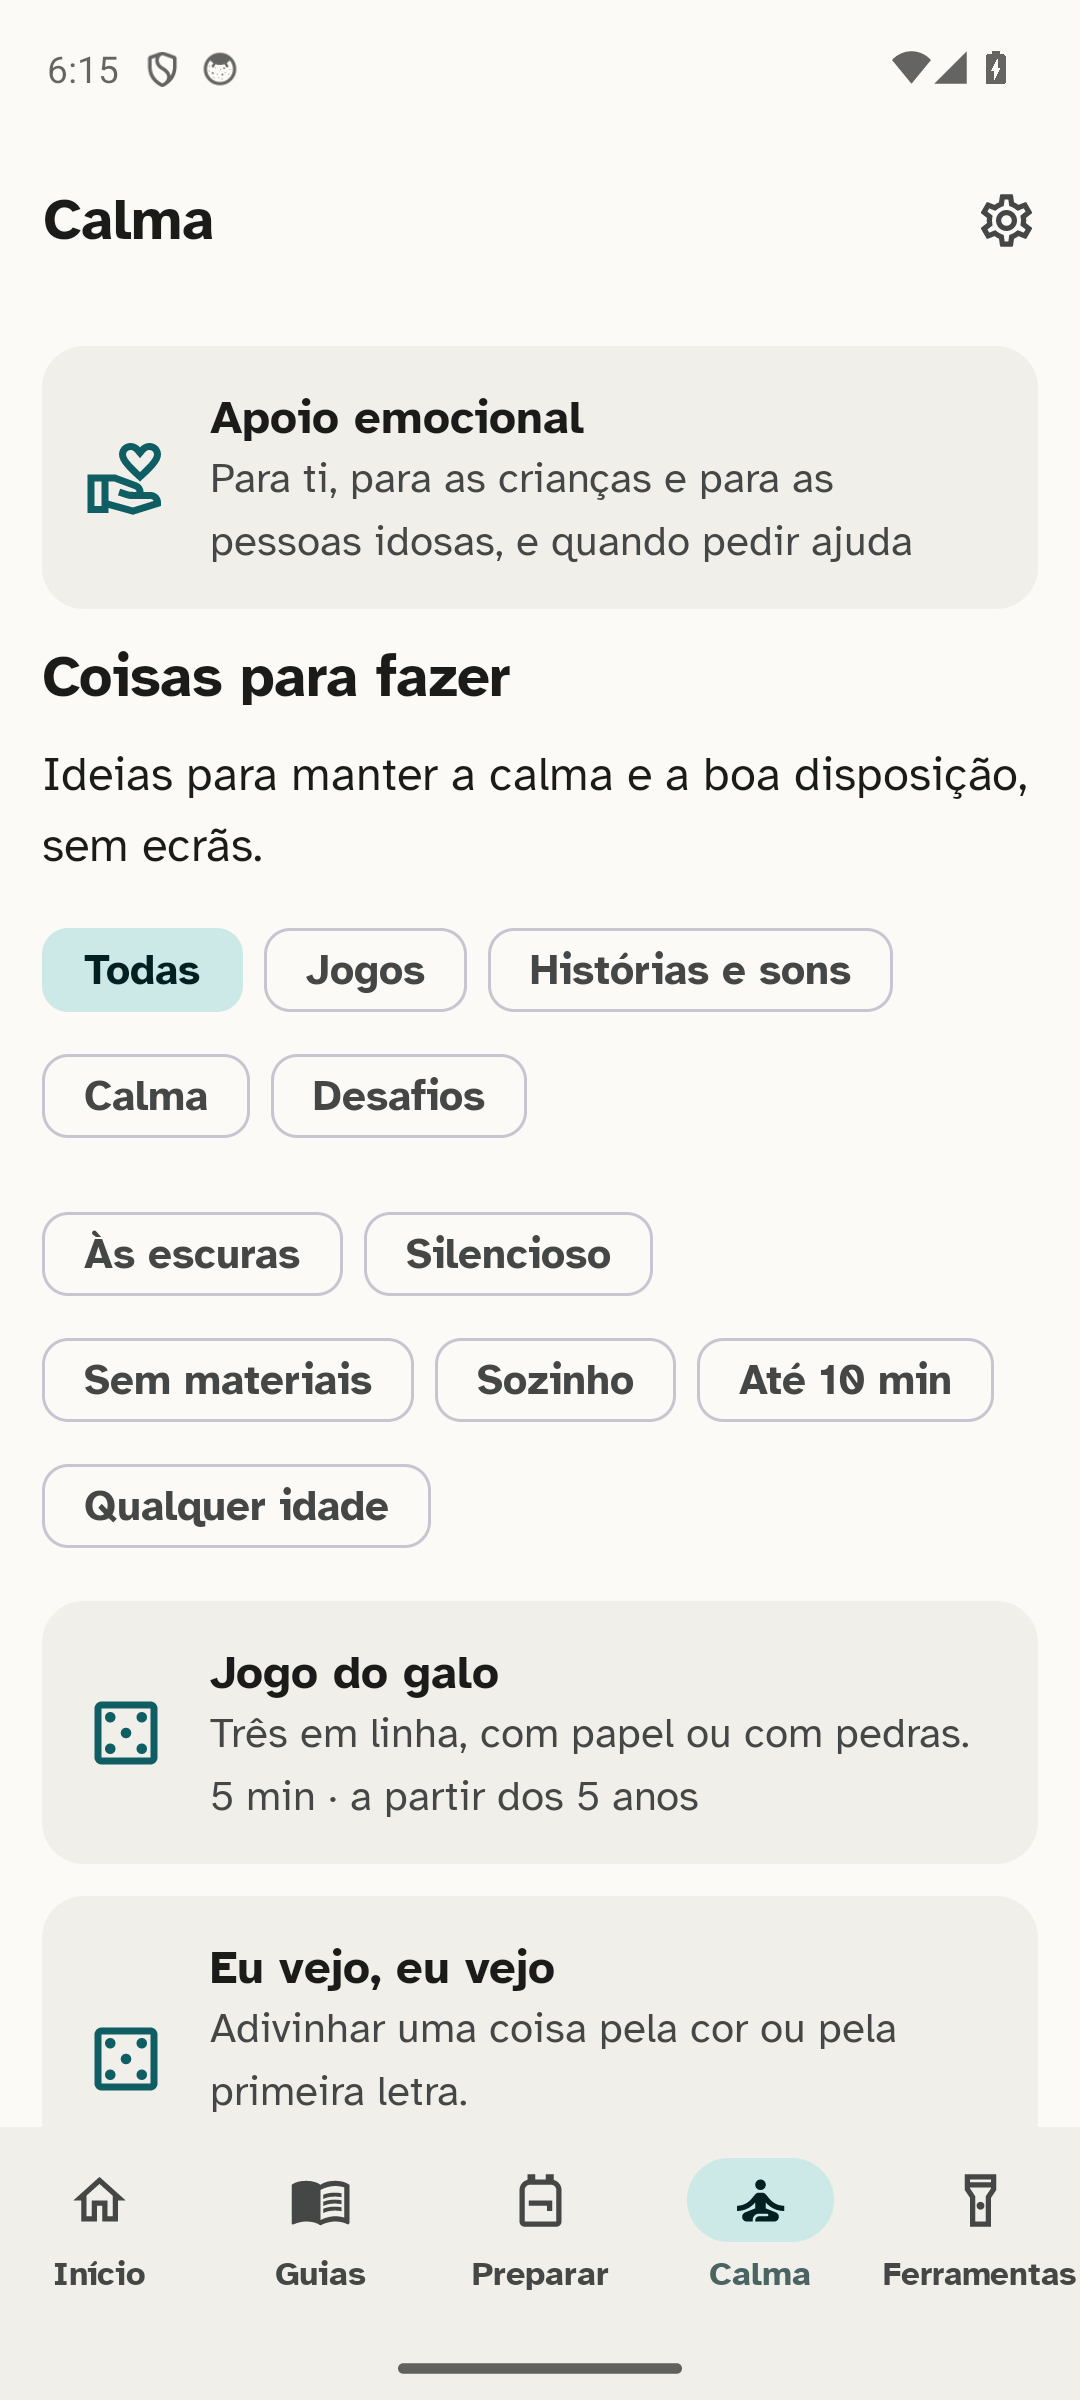 6:15
Calma
Apoio emocional
Para ti, para as crianças e para as
pessoas idosas, e quando pedir ajuda
Coisas para fazer
Ideias para manter a calma e a boa disposição,
sem ecrãs.
Todas
Jogos
Histórias e sons
Calma
Desafios
Às escuras
Silencioso
Sem materiais
Sozinho
Até 10 min
Qualquer idade
Jogo do galo
Três em linha, com papel ou com pedras.
5 min · a partir dos 5 anos
Eu vejo, eu vejo
Adivinhar uma coisa pela cor ou pela
primeira letra.
Início
Guias
Preparar
Calma
Ferramentas